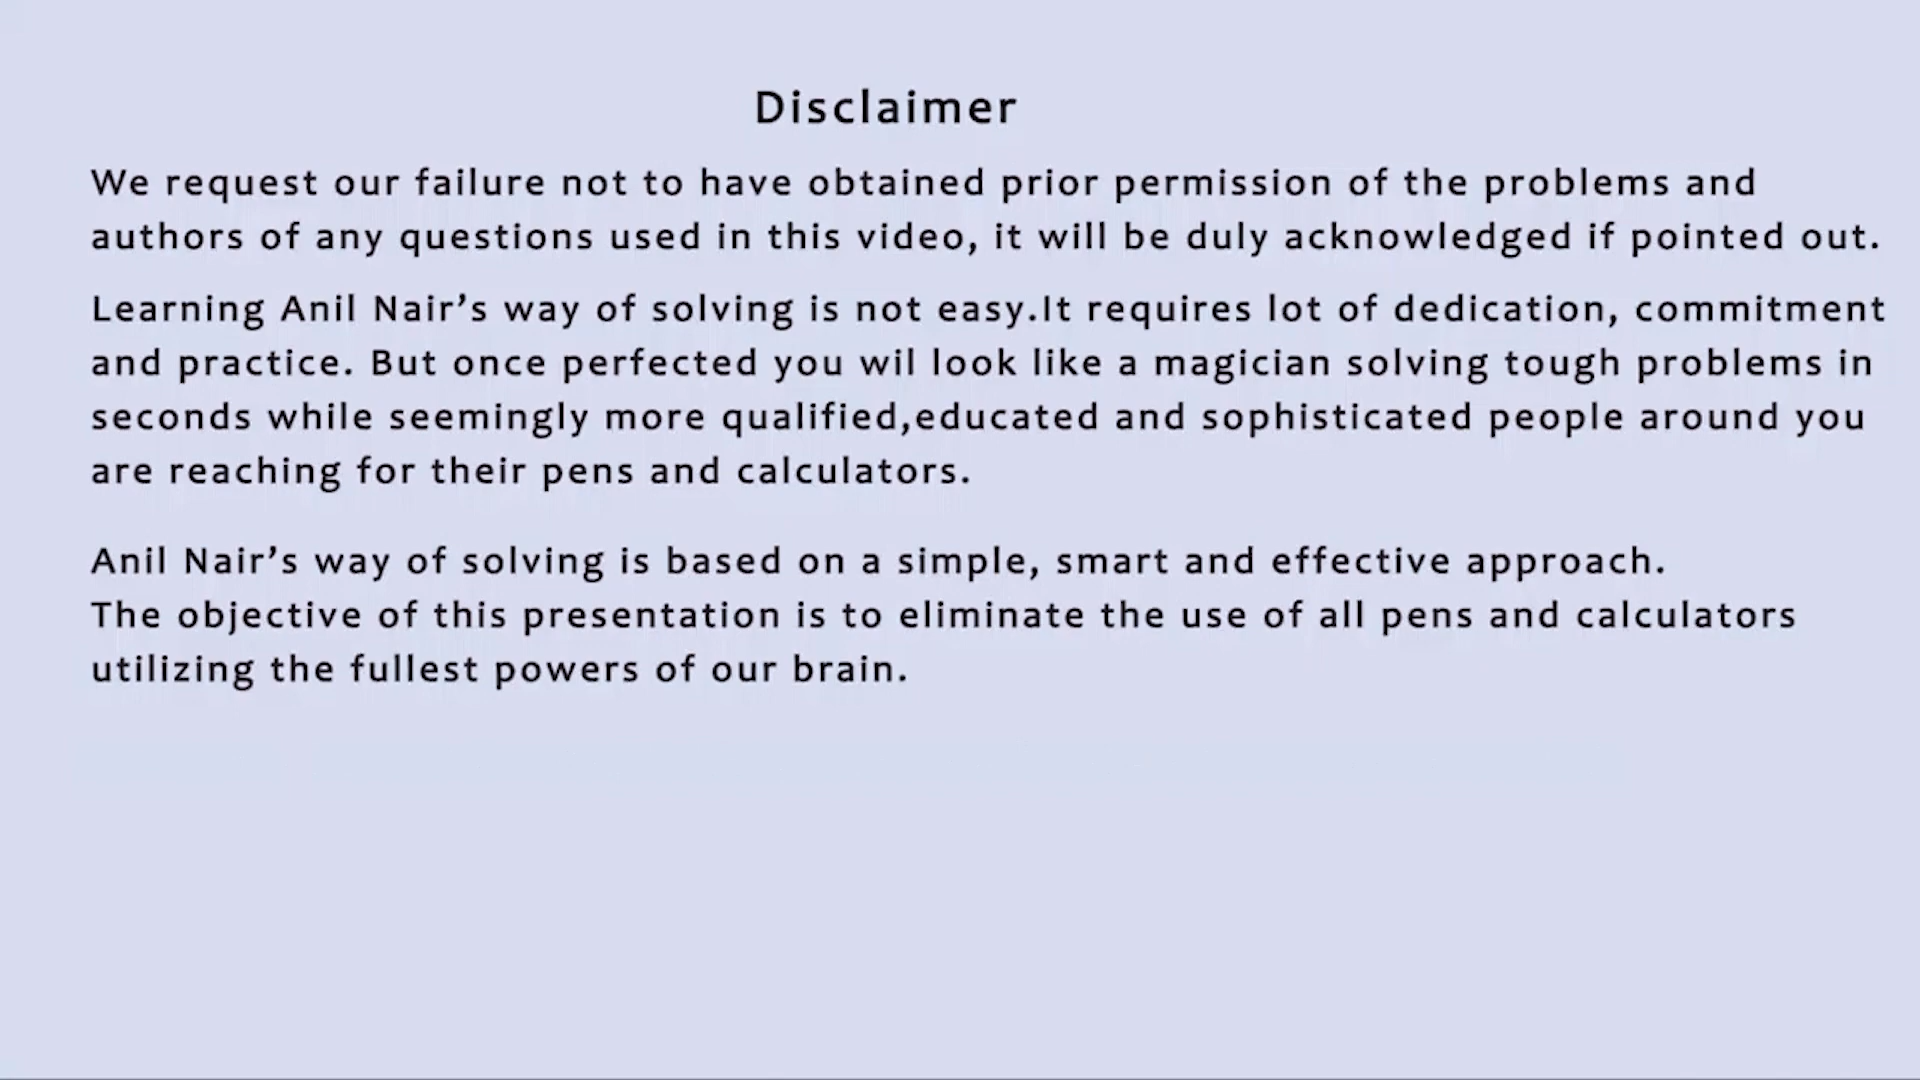 Disclaimer
We request our failure not to have obtained prior permission of the problems and
authors of any questions used in this video, it will be duly acknowledged if pointed out.
Learning Anil Nair’s way of solving is not easy.It requires lot of dedication, commitment
and practice. But once perfected you wil look like a magician solving tough problems in
seconds while seemingly more qualified,educated and sophisticated people around you
are reaching for their pens and calculators.
Anil Nair’s way of solving is based on a simple, smart and effective approach.
The objective of this presentation is to eliminate the use of all pens and calculators
utilizing the fullest powers of our brain.